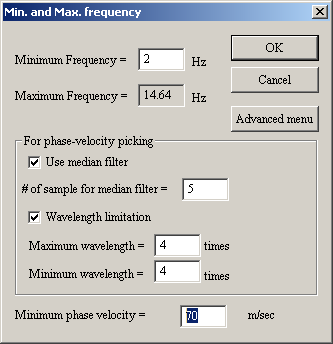 Min. and Max. frequency
Minimum Frequency = 2 Hz
OK
Maximum Frequency = 14.64 Hz
Cancel
Advanced menu
For phase-velocity picking
Use median filter
# of sample for median filter = 5
Wavelength limitation
Maximum wavelength = 4 times
Minimum wavelength = 4 times
Minimum phase velocity = 70 m/sec